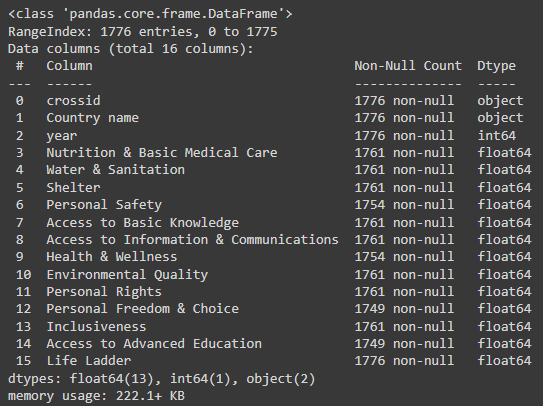 <class 'pandas.core.frame.DataFrame'>
RangeIndex: 1776 entries, 0 to 1775
Data columns (total 16 columns):
 #   Column                                 Non-Null Count  Dtype
---  ------                                 --------------  -----
 0   crossid                                1776 non-null   object
 1   Country name                           1776 non-null   object
 2   year                                   1776 non-null   int64
 3   Nutrition & Basic Medical Care         1761 non-null   float64
 4   Water & Sanitation                     1761 non-null   float64
 5   Shelter                                1761 non-null   float64
 6   Personal Safety                        1754 non-null   float64
 7   Access to Basic Knowledge              1761 non-null   float64
 8   Access to Information & Communications  1761 non-null   float64
 9   Health & Wellness                      1754 non-null   float64
 10  Environmental Quality                  1761 non-null   float64
 11  Personal Rights                        1761 non-null   float64
 12  Personal Freedom & Choice              1749 non-null   float64
 13  Inclusiveness                          1761 non-null   float64
 14  Access to Advanced Education           1749 non-null   float64
 15  Life Ladder                            1776 non-null   float64
dtypes: float64(13), int64(1), object(2)
memory usage: 222.1+ KB